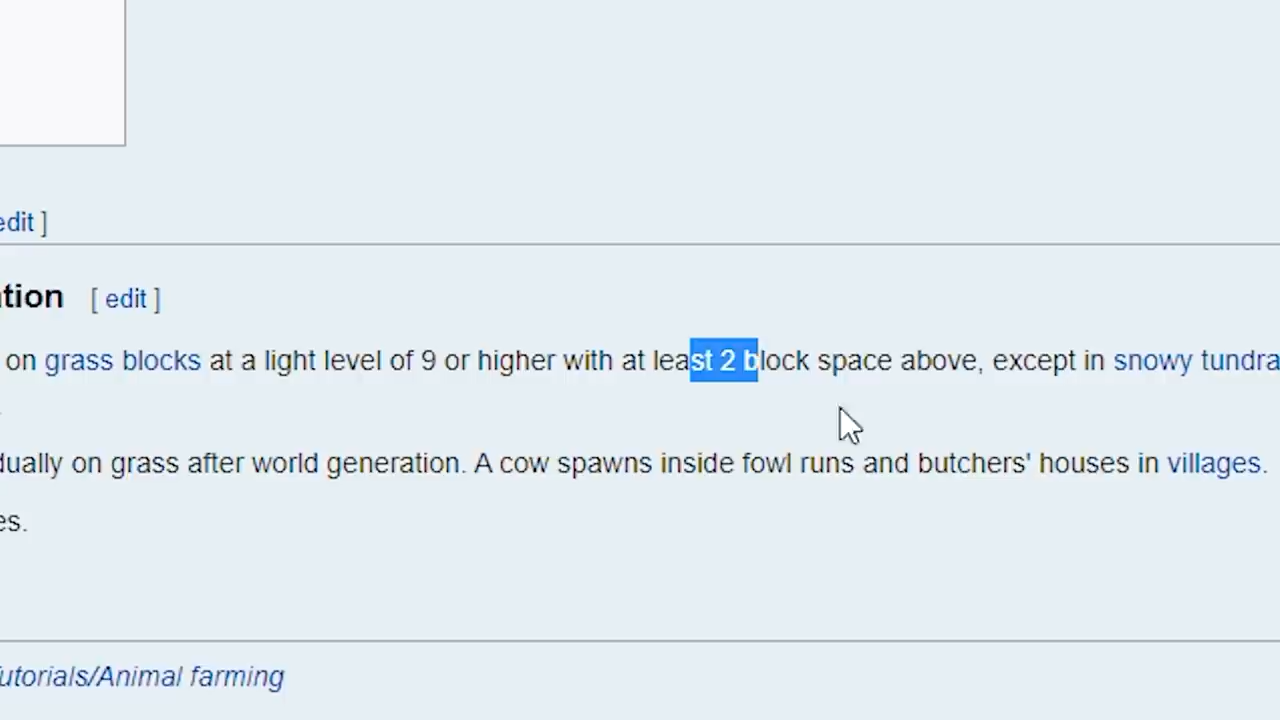 edit ]
ation [ edit ]
on grass blocks at a light level of 9 or higher with at least 2 block space above, except in snowy tundra
dually on grass after world generation. A cow spawns inside fowl runs and butchers' houses in villages.
es.
utorials/Animal farming